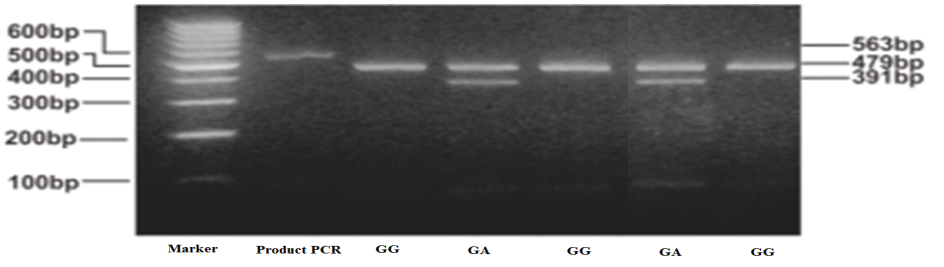 600bp
500bp
400bp
300bp
200bp
100bp
563bp
479bp
391bp
Marker Product PCR GG GA GG GA GG